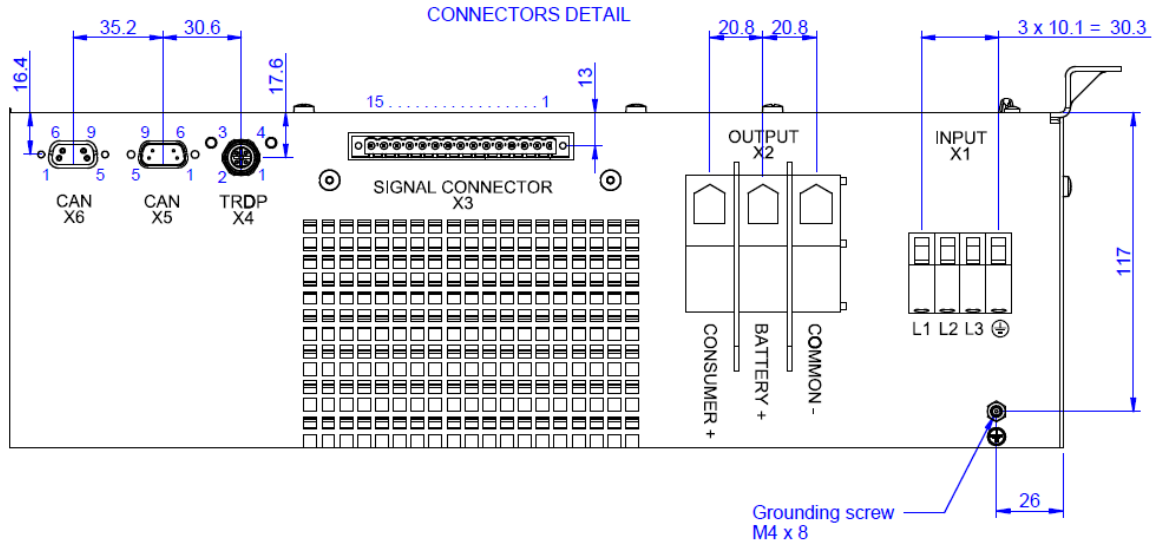 CONNECTORS DETAIL
35.2
30.6
20.8
20.8
3 x 10.1 = 30.3
16.4
17.6
13
15 . . . . . . . . . . . . . . . . . . . 1
6
9
9
6
3
4
1
5
5
1
2
1
CAN
X6
CAN
X5
TRDP
X4
SIGNAL CONNECTOR
X3
OUTPUT
X2
INPUT
X1
117
L1 L2 L3
CONSUMER +
BATTERY +
COMMON -
26
Grounding screw
M4 x 8